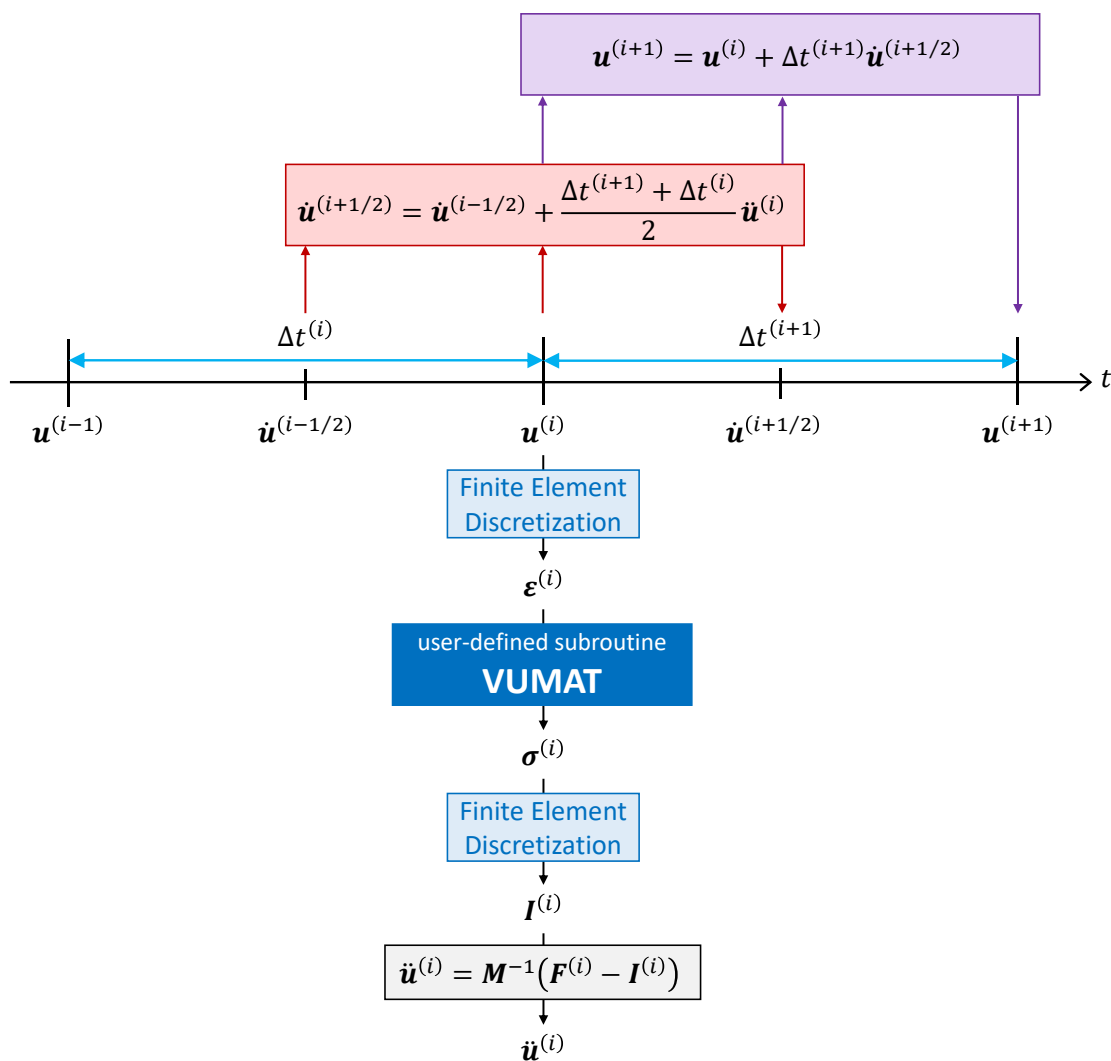 𝒖^(i+1) = 𝒖^(i) + Δt^(i+1) 𝒖̇^(i+1/2)
𝒖̇^(i+1/2) = 𝒖̇^(i−1/2) + (Δt^(i+1) + Δt^(i))/2 𝒖̈^(i)
Δt^(i) Δt^(i+1)
t
𝒖^(i−1) 𝒖̇^(i−1/2) 𝒖^(i) 𝒖̇^(i+1/2) 𝒖^(i+1)
Finite Element
Discretization
𝜺^(i)
user-defined subroutine
VUMAT
𝝈^(i)
Finite Element
Discretization
𝑰^(i)
𝒖̈^(i) = 𝑴^−1(𝑭^(i) − 𝑰^(i))
𝒖̈^(i)